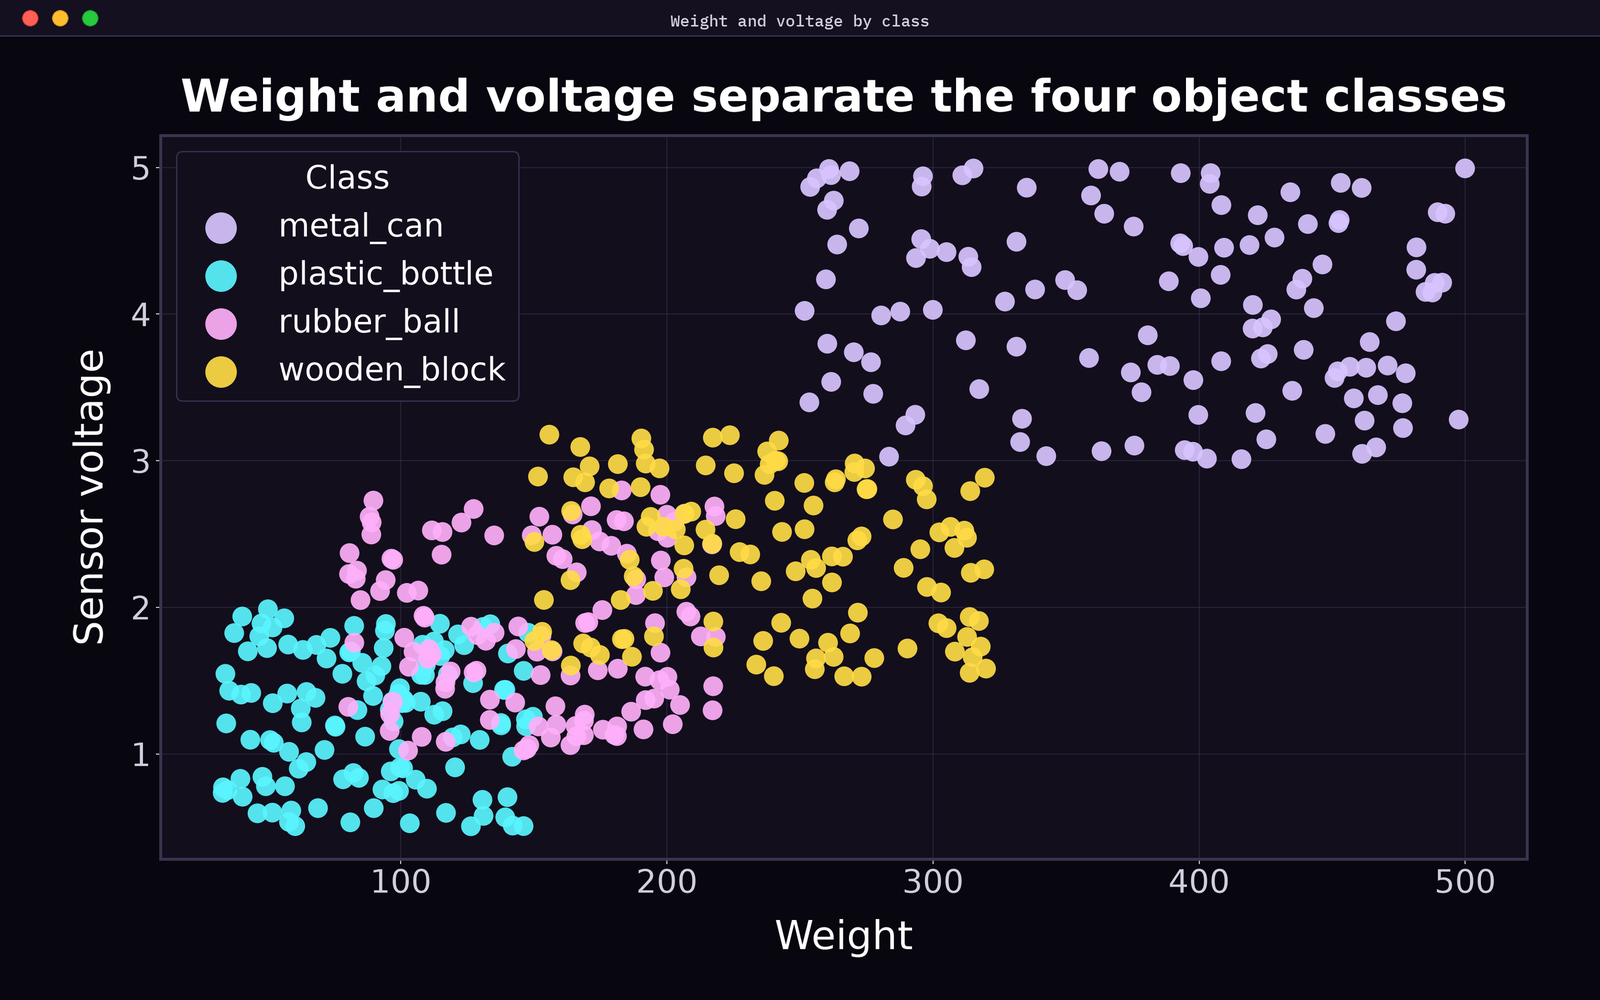 Weight and voltage by class
Weight and voltage separate the four object classes
Class
metal_can
plastic_bottle
rubber_ball
wooden_block
Sensor voltage
5
4
3
2
1
100
200
300
400
500
Weight